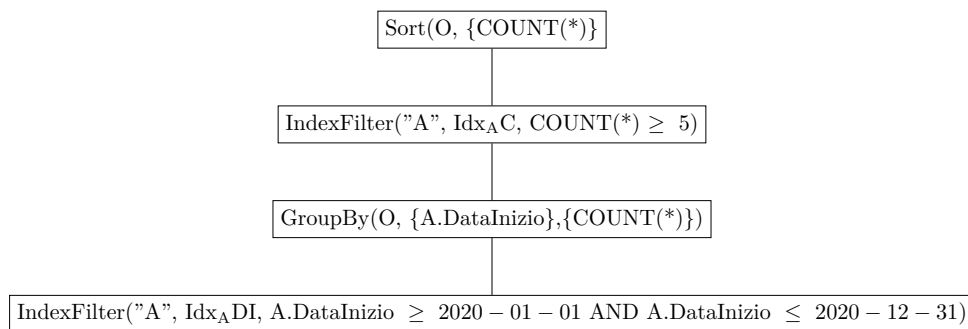 Sort(O, {COUNT(*)}
IndexFilter(”A”, Idx_AC, COUNT(*) ≥ 5)
GroupBy(O, {A.DataInizio},{COUNT(*)})
IndexFilter(”A”, Idx_ADI, A.DataInizio ≥ 2020 − 01 − 01 AND A.DataInizio ≤ 2020 − 12 − 31)